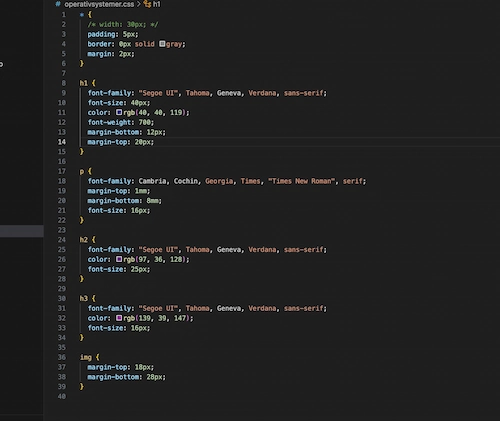 # operativsystemer.css > h1
1 * {
2 /* width: 30px; */
3 padding: 5px;
4 border: 0px solid gray;
5 margin: 2px;
6 }
7
8 h1 {
9 font-family: "Segoe UI", Tahoma, Geneva, Verdana, sans-serif;
10 font-size: 40px;
11 color: rgb(40, 40, 119);
12 font-weight: 700;
13 margin-bottom: 12px;
14 margin-top: 20px;
15 }
16
17 p {
18 font-family: Cambria, Cochin, Georgia, Times, "Times New Roman", serif;
19 margin-top: 1mm;
20 margin-bottom: 8mm;
21 font-size: 16px;
22 }
23
24 h2 {
25 font-family: "Segoe UI", Tahoma, Geneva, Verdana, sans-serif;
26 color: rgb(97, 36, 128);
27 font-size: 25px;
28 }
29
30 h3 {
31 font-family: "Segoe UI", Tahoma, Geneva, Verdana, sans-serif;
32 color: rgb(139, 39, 147);
33 font-size: 16px;
34 }
35
36 img {
37 margin-top: 18px;
38 margin-bottom: 28px;
39 }
40